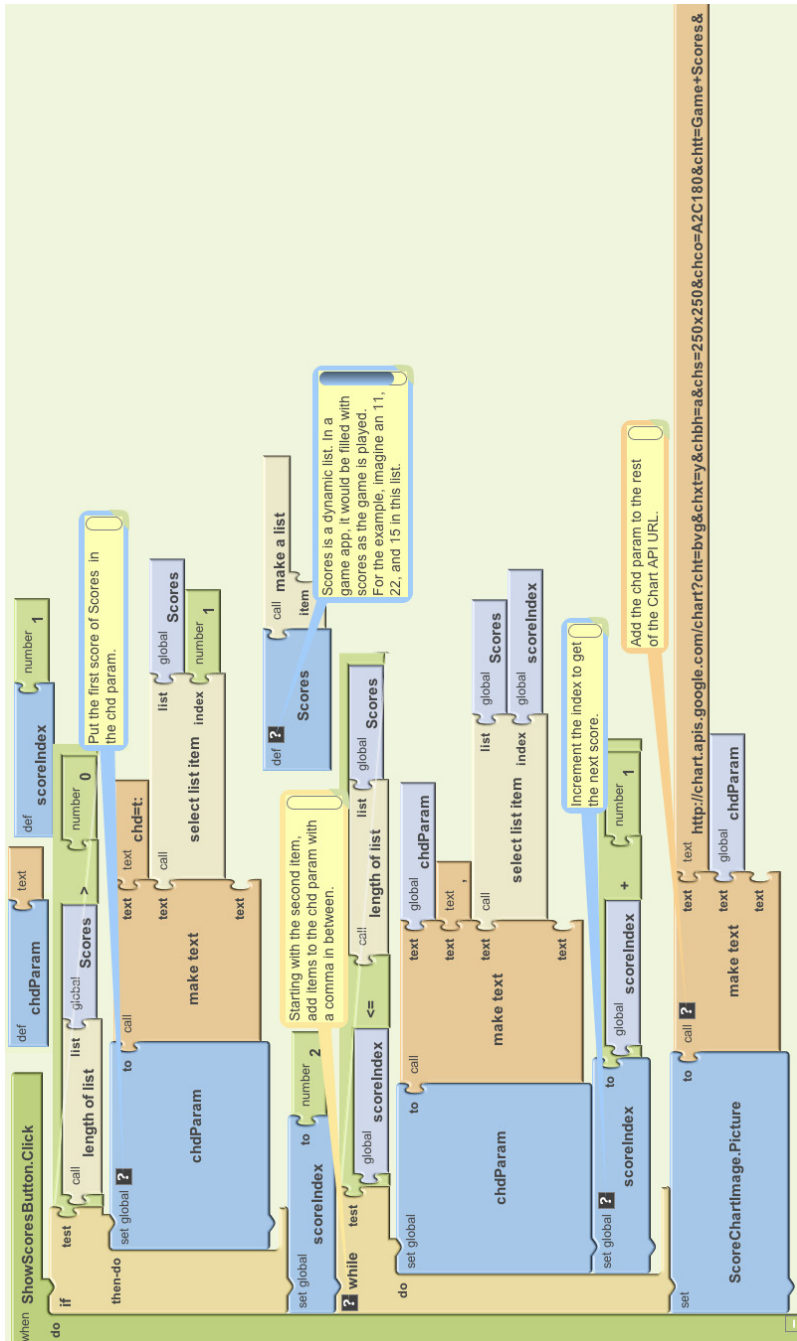 when ShowScoresButton.Click
def chdParam text
def scoreIndex number 1
do
if test call length of list list global Scores > number 0
Put the first score of Scores in
the chd param.
then-do set global ? chdParam to call make text text text chd=t:
text call select list item list global Scores
index number 1
text
set global scoreIndex to number 2
Starting with the second item,
add items to the chd param with
a comma in between.
def ? Scores call make a list
item
Scores is a dynamic list. In a
game app, it would be filled with
scores as the game is played.
For the example, imagine an 11,
22, and 15 in this list.
? while test global scoreIndex <= call length of list list global Scores
do set global chdParam to call make text text global chdParam
text text ,
text call select list item list global Scores
index global scoreIndex
text
Increment the index to get
the next score.
set global ? scoreIndex to global scoreIndex + number 1
Add the chd param to the rest
of the Chart API URL.
set ScoreChartImage.Picture to call ? make text text text http://chart.apis.google.com/chart?cht=bvg&chxt=y&chbh=a&chs=250x250&chco=A2C180&chtt=Game+Scores&
text global chdParam
text